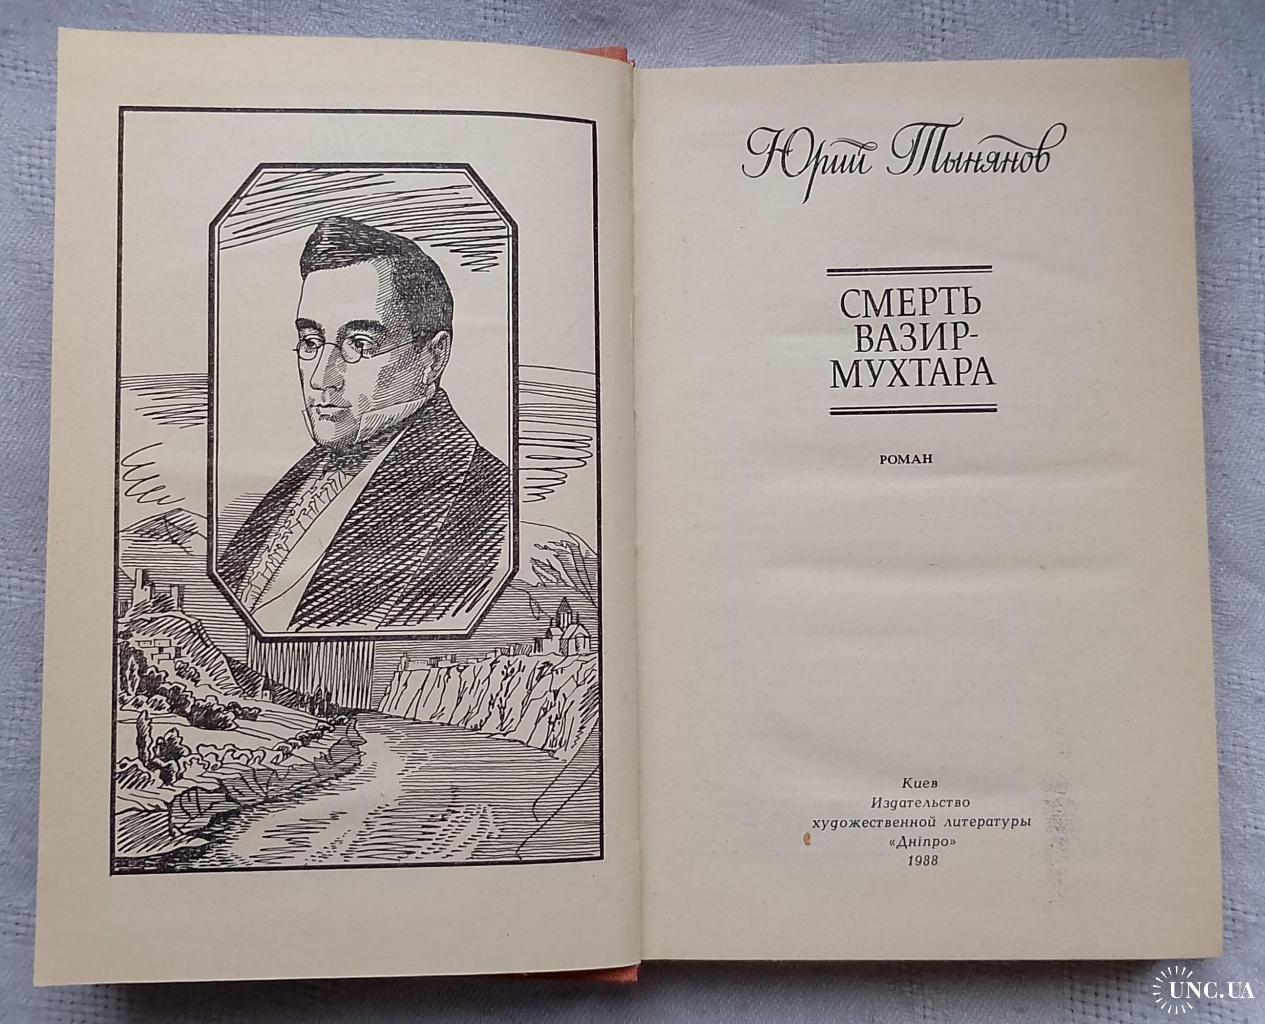 Юрий Тынянов
СМЕРТЬ
ВАЗИР-
МУХТАРА
РОМАН
Киев
Издательство
художественной литературы
«Дніпро»
1988
UNC.UA